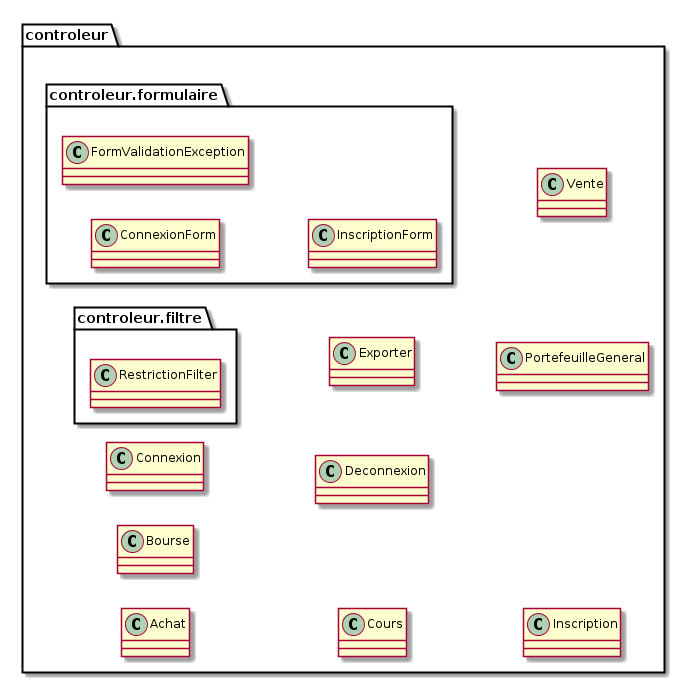 controleur
controleur.formulaire
C FormValidationException
C Vente
C ConnexionForm
C InscriptionForm
controleur.filtre
C Exporter
C PortefeuilleGeneral
C RestrictionFilter
C Connexion
C Deconnexion
C Bourse
C Achat
C Cours
C Inscription